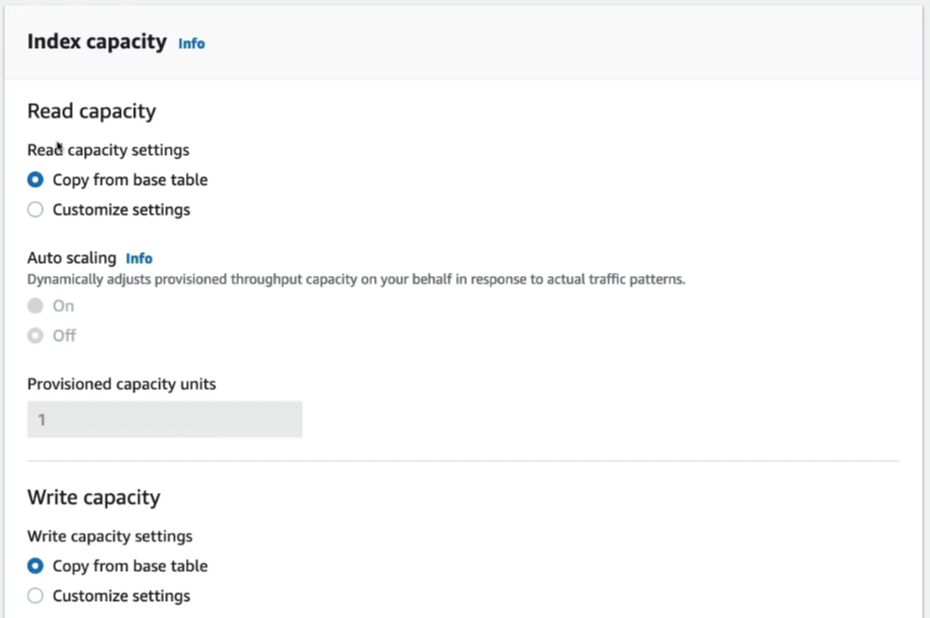 Index capacity Info
Read capacity
Read capacity settings
Copy from base table
Customize settings
Auto scaling Info
Dynamically adjusts provisioned throughput capacity on your behalf in response to actual traffic patterns.
On
Off
Provisioned capacity units
1
Write capacity
Write capacity settings
Copy from base table
Customize settings